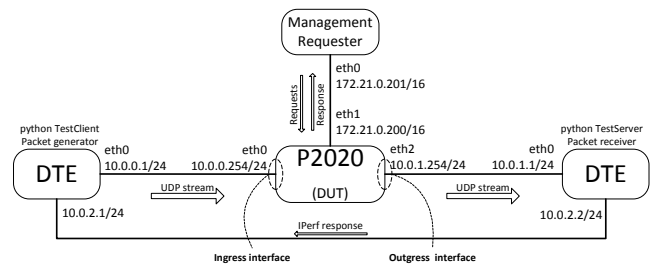 Management
Requester
eth0
172.21.0.201/16
Requests
Response
eth1
172.21.0.200/16
python TestClient
Packet generator
eth0
10.0.0.1/24
DTE
10.0.2.1/24
UDP stream
eth0
10.0.0.254/24
P2020
(DUT)
eth2
10.0.1.254/24
UDP stream
python TestServer
Packet receiver
eth0
10.0.1.1/24
DTE
10.0.2.2/24
IPerf response
Ingress interface
Outgress interface